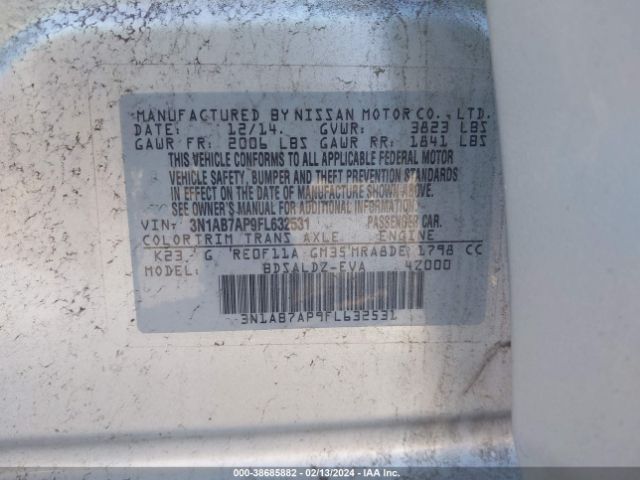 MANUFACTURED BY NISSAN MOTOR CO., LTD.
DATE: 12/14. GVWR: 3823 LBS
GAWR FR: 2006 LBS GAWR RR: 1841 LBS
THIS VEHICLE CONFORMS TO ALL APPLICABLE FEDERAL MOTOR
VEHICLE SAFETY, BUMPER AND THEFT PREVENTION STANDARDS
IN EFFECT ON THE DATE OF MANUFACTURE SHOWN ABOVE.
SEE OWNER'S MANUAL FOR ADDITIONAL INFORMATION
VIN: 3N1AB7AP9FL632531 PASSENGER CAR.
COLOR TRIM TRANS AXLE ENGINE
K23 G RE0F11A GM35 MRA8DE 1798 CC
MODEL: BDSALDZ-EVA 4Z000
3N1AB7AP9FL632531
000-38685882 - 02/13/2024 - IAA Inc.